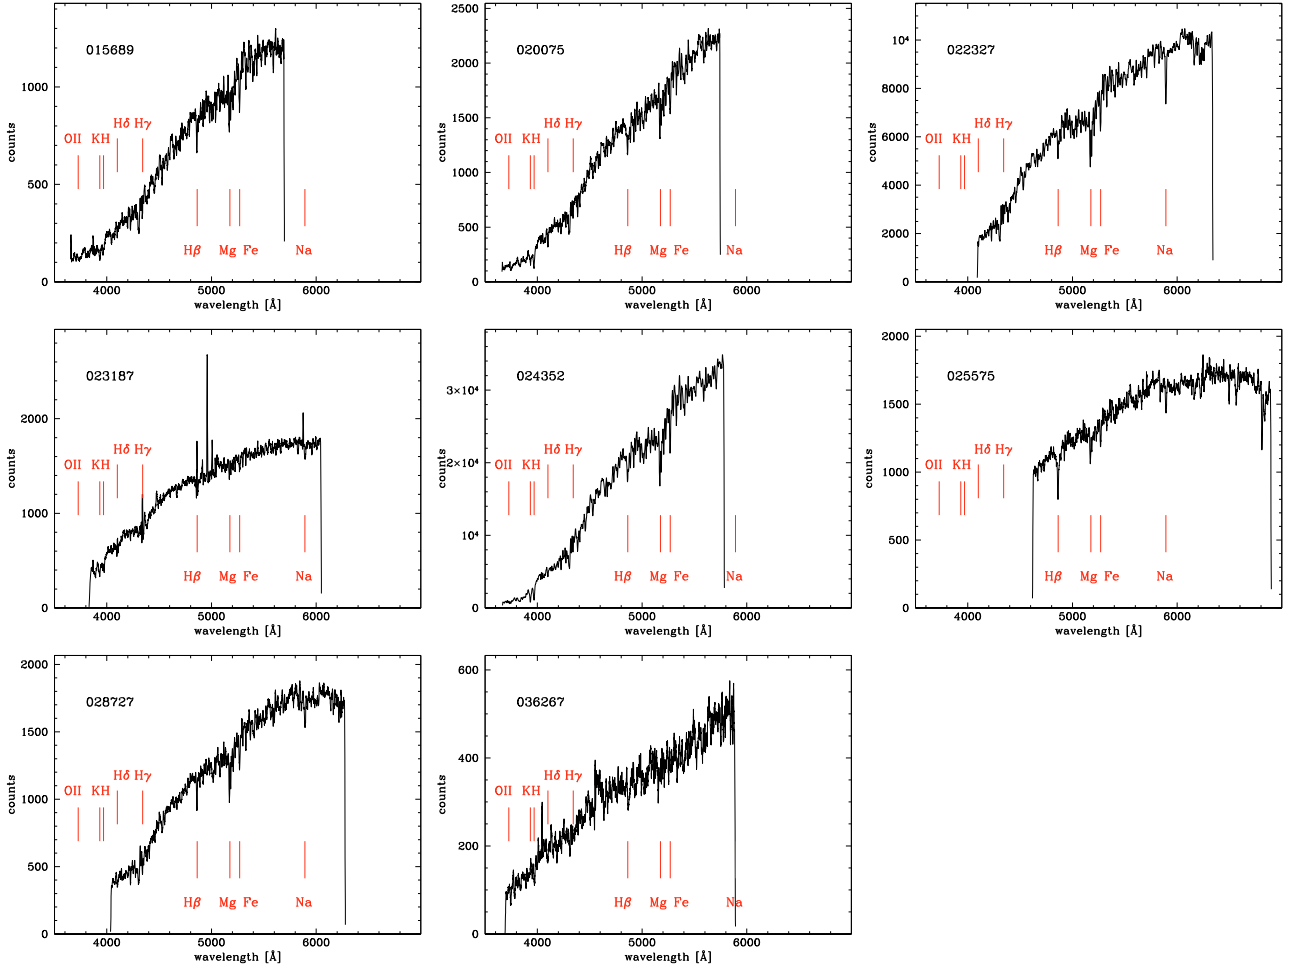 015689
1000
500
0
counts
OII KH Hδ Hγ
Hβ Mg Fe Na
4000 5000 6000
wavelength [Å]
020075
2500
2000
1500
1000
500
0
counts
OII KH Hδ Hγ
Hβ Mg Fe Na
4000 5000 6000
wavelength [Å]
022327
10⁴
8000
6000
4000
2000
0
counts
OII KH Hδ Hγ
Hβ Mg Fe Na
4000 5000 6000
wavelength [Å]
023187
2000
1000
0
counts
OII KH Hδ Hγ
Hβ Mg Fe Na
4000 5000 6000
wavelength [Å]
024352
3×10⁴
2×10⁴
10⁴
0
counts
OII KH Hδ Hγ
Hβ Mg Fe Na
4000 5000 6000
wavelength [Å]
025575
2000
1500
1000
500
0
counts
OII KH Hδ Hγ
Hβ Mg Fe Na
4000 5000 6000
wavelength [Å]
028727
2000
1500
1000
500
0
counts
OII KH Hδ Hγ
Hβ Mg Fe Na
4000 5000 6000
wavelength [Å]
036267
600
400
200
0
counts
OII KH Hδ Hγ
Hβ Mg Fe Na
4000 5000 6000
wavelength [Å]